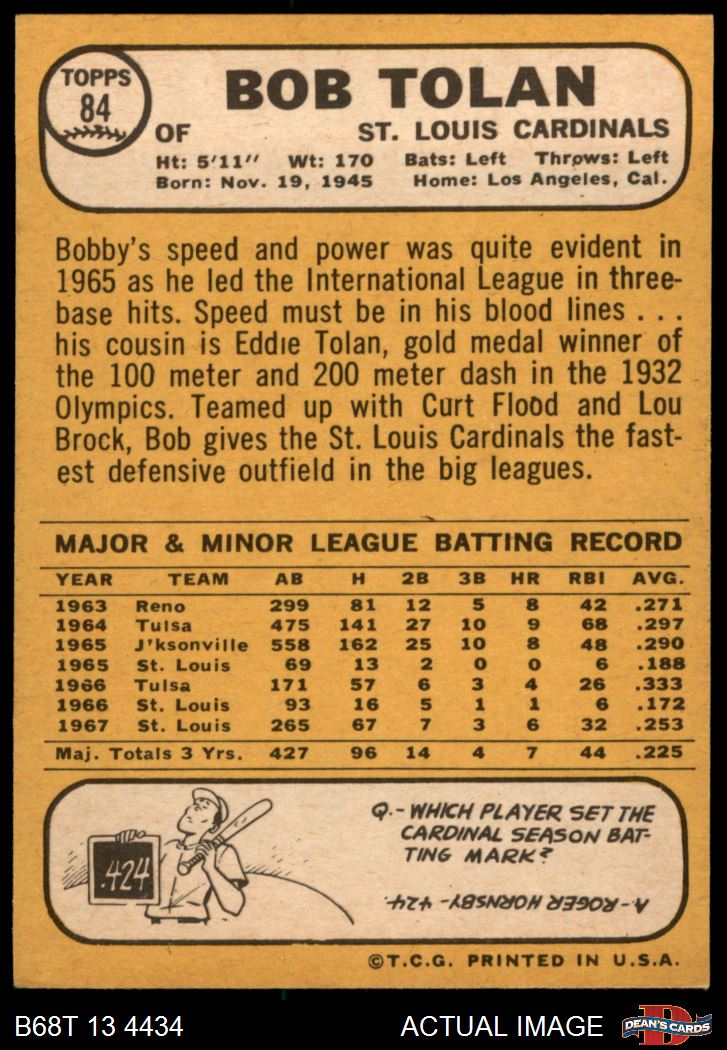 TOPPS
84
BOB TOLAN
OF ST. LOUIS CARDINALS
Ht: 5'11" Wt: 170 Bats: Left Throws: Left
Born: Nov. 19, 1945 Home: Los Angeles, Cal.
Bobby's speed and power was quite evident in
1965 as he led the International League in three-
base hits. Speed must be in his blood lines . . .
his cousin is Eddie Tolan, gold medal winner of
the 100 meter and 200 meter dash in the 1932
Olympics. Teamed up with Curt Flood and Lou
Brock, Bob gives the St. Louis Cardinals the fast-
est defensive outfield in the big leagues.
MAJOR & MINOR LEAGUE BATTING RECORD
YEAR TEAM AB H 2B 3B HR RBI AVG.
1963 Reno 299 81 12 5 8 42 .271
1964 Tulsa 475 141 27 10 9 68 .297
1965 J'ksonville 558 162 25 10 8 48 .290
1965 St. Louis 69 13 2 0 0 6 .188
1966 Tulsa 171 57 6 3 4 26 .333
1966 St. Louis 93 16 5 1 1 6 .172
1967 St. Louis 265 67 7 3 6 32 .253
Maj. Totals 3 Yrs. 427 96 14 4 7 44 .225
.424
Q.- WHICH PLAYER SET THE
CARDINAL SEASON BAT-
TING MARK?
A- ROGER HORNSBY - .424
©T.C.G. PRINTED IN U.S.A.
B68T 13 4434 ACTUAL IMAGE
D
DEAN'S CARDS